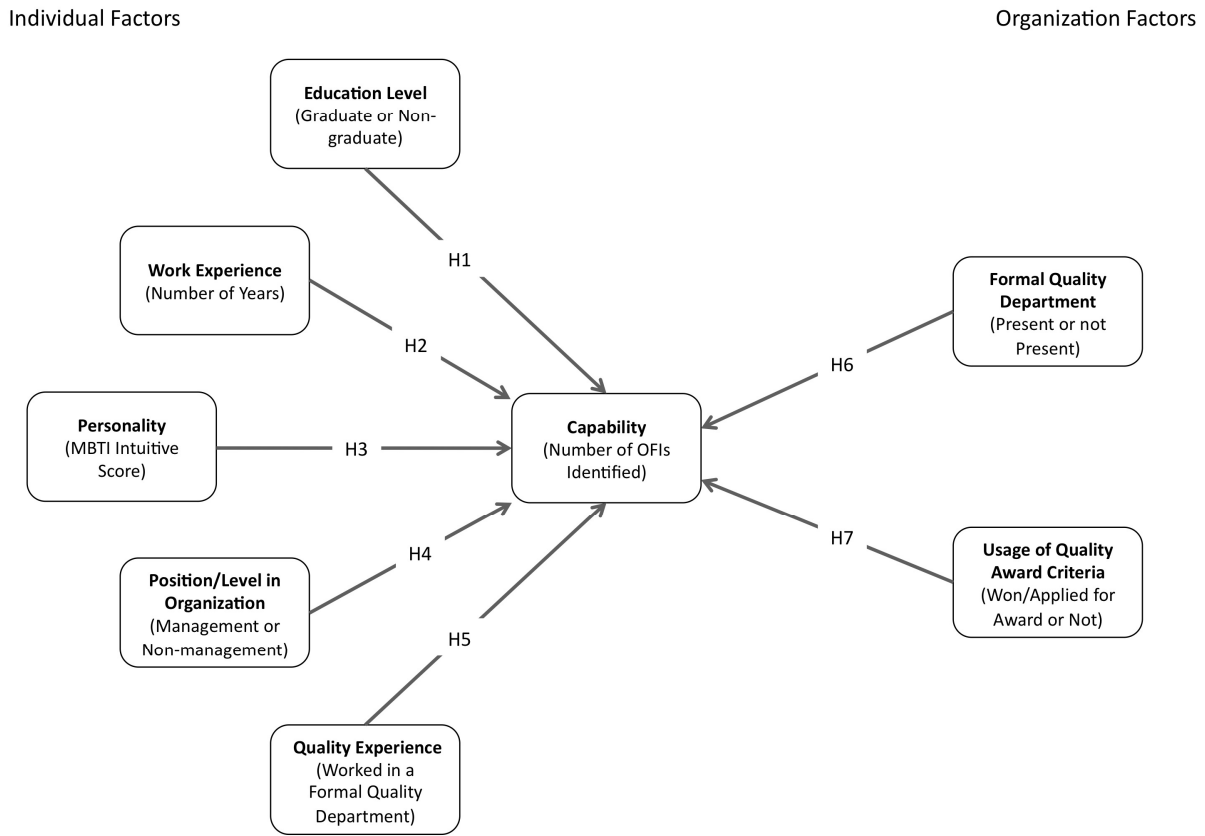 Individual Factors
Organization Factors
Education Level
(Graduate or Non-
graduate)
H1
Work Experience
(Number of Years)
H2
Personality
(MBTI Intuitive
Score)
H3
Position/Level in
Organization
(Management or
Non-management)
H4
Quality Experience
(Worked in a
Formal Quality
Department)
H5
Capability
(Number of OFIs
Identified)
Formal Quality
Department
(Present or not
Present)
H6
Usage of Quality
Award Criteria
(Won/Applied for
Award or Not)
H7